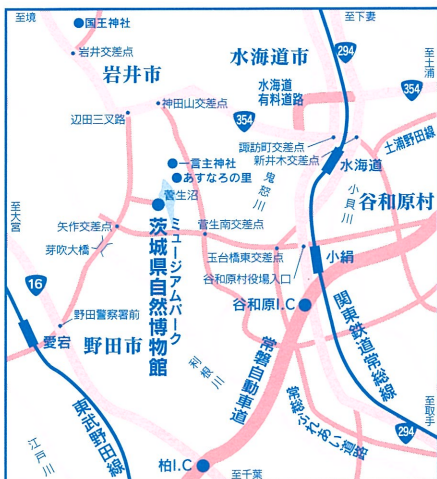 至境
国王神社
至下妻
294
岩井交差点
岩井市
水海道市
至土浦
水海道
有料道路
354
神田山交差点
辺田三叉路
354
諏訪町交差点
土浦野田線
新井木交差点
一言主神社
あすなろの里
水海道
鬼怒川
小貝川
谷和原村
菅生沼
至大宮
矢作交差点
菅生南交差点
芽吹大橋
ミュージアムパーク
茨城県自然博物館
玉台橋東交差点
小絹
谷和原村役場入口
16
谷和原I.C
野田警察署前
愛宕
野田市
関東鉄道常総線
利根川
常磐自動車道
常総ふれあい道路
至取手
東武野田線
294
江戸川
柏I.C
至千葉